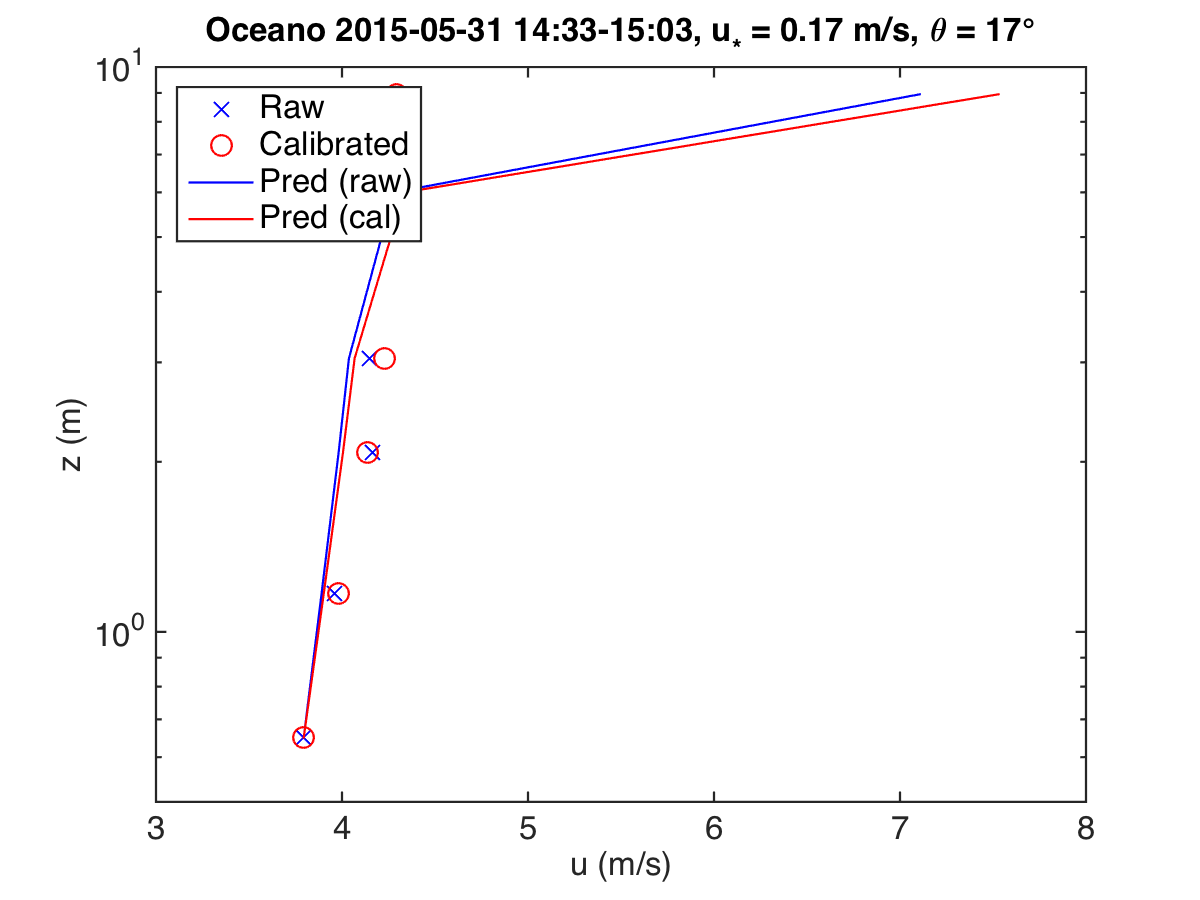 Oceano 2015-05-31 14:33-15:03, u* = 0.17 m/s, θ = 17°
10^1
Raw
Calibrated
Pred (raw)
Pred (cal)
z (m)
10^0
3 4 5 6 7 8
u (m/s)